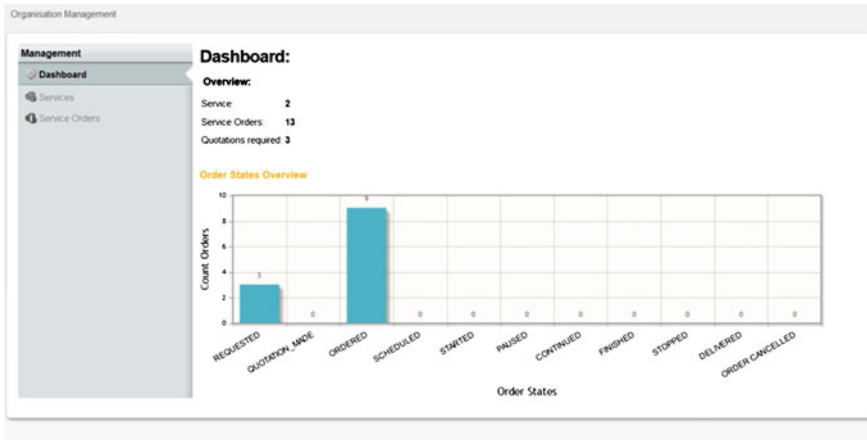 Organisation Management
Management
Dashboard
Services
Service Orders
Dashboard:
Overview:
Service: 2
Service Orders: 13
Quotations required: 3
Order States Overview
Count Orders
10
8
6
4
2
0
3
0
9
0
0
0
0
0
0
0
0
REQUESTED
QUOTATION_MADE
ORDERED
SCHEDULED
STARTED
PAUSED
CONTINUED
FINISHED
STOPPED
DELIVERED
ORDER CANCELLED
Order States